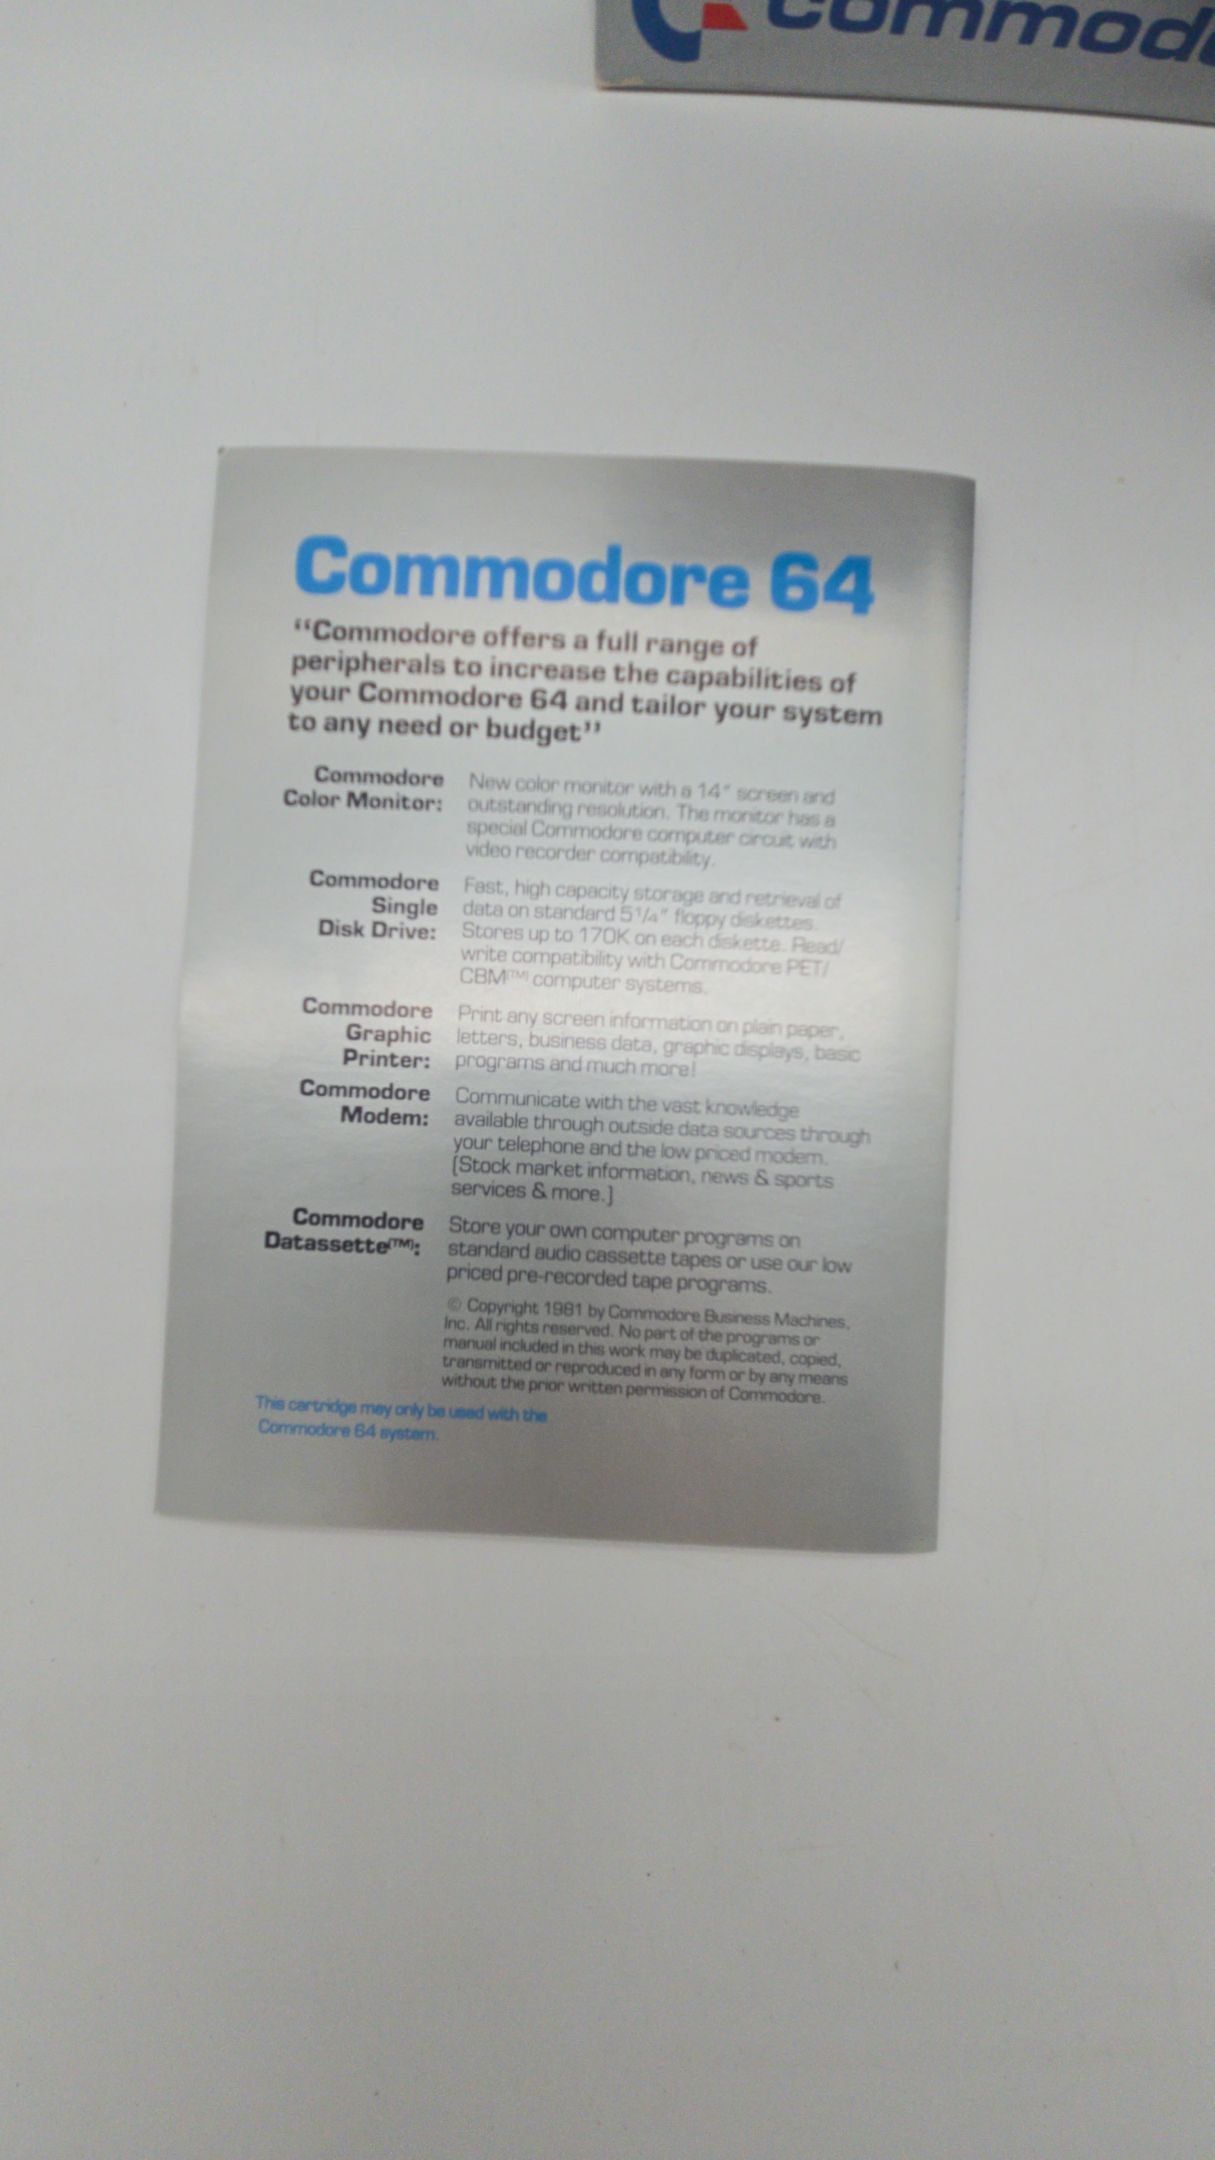 Commodo
Commodore 64
“Commodore offers a full range of
peripherals to increase the capabilities of
your Commodore 64 and tailor your system
to any need or budget”
Commodore
Color Monitor:
New color monitor with a 14" screen and
outstanding resolution. The monitor has a
special Commodore computer circuit with
video recorder compatibility.
Commodore
Single
Disk Drive:
Fast, high capacity storage and retrieval of
data on standard 5 1/4" floppy diskettes.
Stores up to 170K on each diskette. Read/
write compatibility with Commodore PET/
CBM(TM) computer systems.
Commodore
Graphic
Printer:
Print any screen information on plain paper,
letters, business data, graphic displays, basic
programs and much more!
Commodore
Modem:
Communicate with the vast knowledge
available through outside data sources through
your telephone and the low priced modem.
(Stock market information, news & sports
services & more.)
Commodore
Datassette(TM):
Store your own computer programs on
standard audio cassette tapes or use our low
priced pre-recorded tape programs.
© Copyright 1981 by Commodore Business Machines,
Inc. All rights reserved. No part of the programs or
manual included in this work may be duplicated, copied,
transmitted or reproduced in any form or by any means
without the prior written permission of Commodore.
This cartridge may only be used with the
Commodore 64 system.